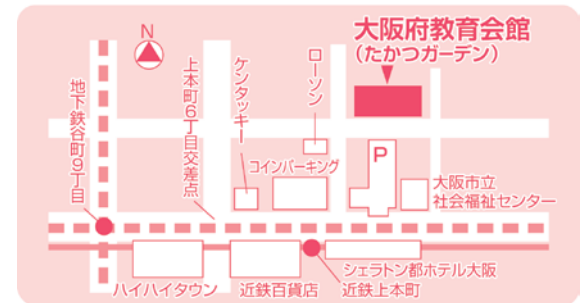 N
大阪府教育会館
(たかつガーデン)
地下鉄谷町9丁目
上本町6丁目交差点
ケンタッキー
ローソン
コインパーキング
P
大阪市立
社会福祉センター
ハイハイタウン
近鉄百貨店
シェラトン都ホテル大阪
近鉄上本町